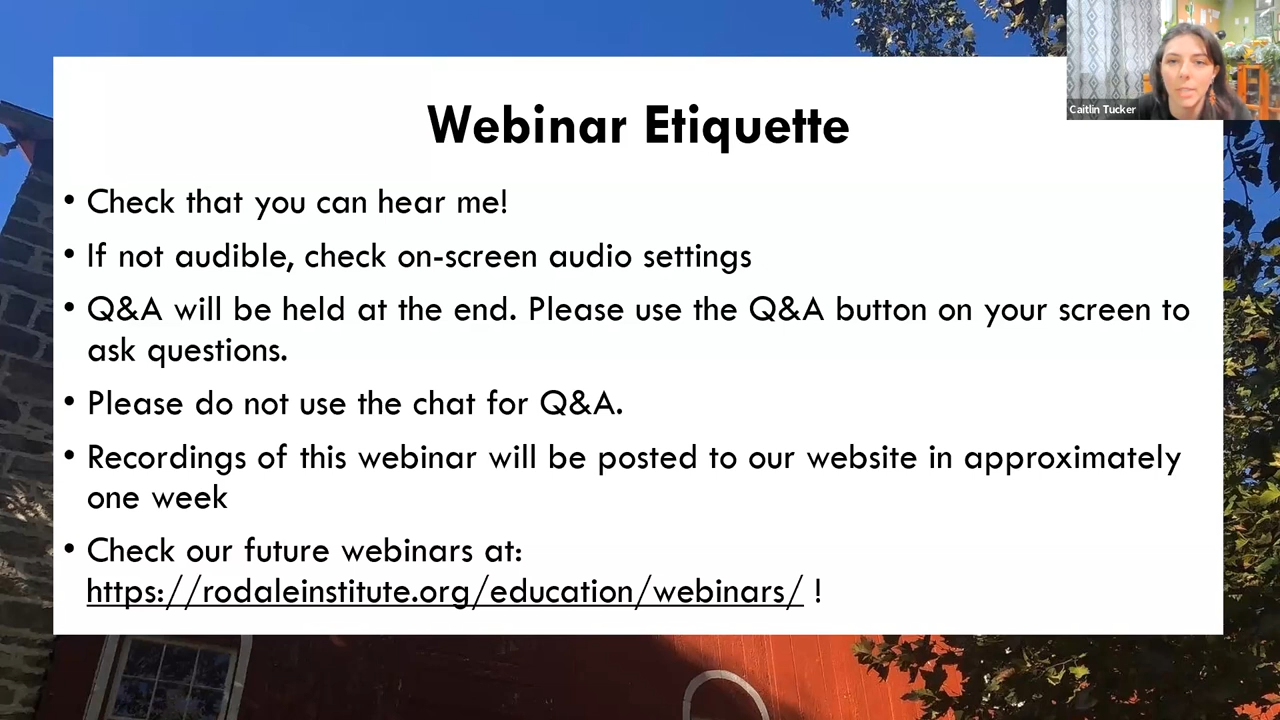 Caitlin Tucker
Webinar Etiquette
• Check that you can hear me!
• If not audible, check on-screen audio settings
• Q&A will be held at the end. Please use the Q&A button on your screen to
ask questions.
• Please do not use the chat for Q&A.
• Recordings of this webinar will be posted to our website in approximately
one week
• Check our future webinars at:
https://rodaleinstitute.org/education/webinars/ !